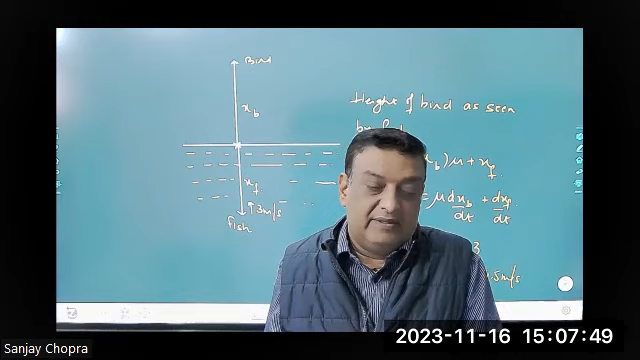 Bird
x_b
Height of bird as seen
by
x_b)μ + x_f
x_f
↑3m/s
= μ dx_b/dt + dx_f/dt
Fish
3
.5m/s
2023-11-16 15:07:49
Sanjay Chopra